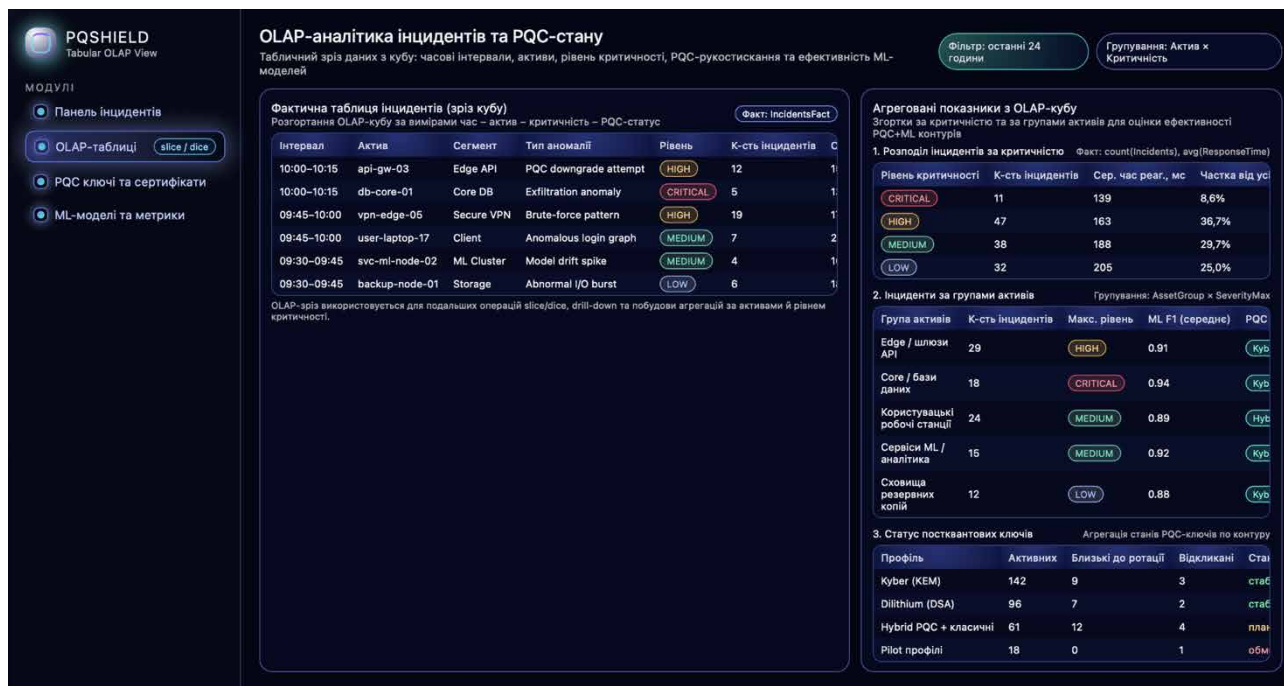 PQSHIELD
Tabular OLAP View
МОДУЛІ
Панель інцидентів
OLAP-таблиці slice / dice
PQC ключі та сертифікати
ML-моделі та метрики
OLAP-аналітика інцидентів та PQC-стану
Табличний зріз даних з кубу: часові інтервали, активи, рівень критичності, PQC-рукостискання та ефективність ML-
моделей
Фільтр: останні 24
години
Групування: Актив ×
Критичність
Фактична таблиця інцидентів (зріз кубу)
Розгортання OLAP-кубу за вимірами час – актив – критичність – PQC-статус
Факт: IncidentsFact
Інтервал Актив Сегмент Тип аномалії Рівень К-сть інцидентів
10:00–10:15 api-gw-03 Edge API PQC downgrade attempt HIGH 12
10:00–10:15 db-core-01 Core DB Exfiltration anomaly CRITICAL 5
09:45–10:00 vpn-edge-05 Secure VPN Brute-force pattern HIGH 19
09:45–10:00 user-laptop-17 Client Anomalous login graph MEDIUM 7
09:30–09:45 svc-ml-node-02 ML Cluster Model drift spike MEDIUM 4
09:30–09:45 backup-node-01 Storage Abnormal I/O burst LOW 6
OLAP-зріз використовується для подальших операцій slice/dice, drill-down та побудови агрегацій за активами й рівнем
критичності.
Агреговані показники з OLAP-кубу
Згортки за критичністю та за групами активів для оцінки ефективності
PQC+ML контурів
1. Розподіл інцидентів за критичністю Факт: count(Incidents), avg(ResponseTime)
Рівень критичності К-сть інцидентів Сер. час реаг., мс Частка від усі
CRITICAL 11 139 8,6%
HIGH 47 163 36,7%
MEDIUM 38 188 29,7%
LOW 32 205 25,0%
2. Інциденти за групами активів Групування: AssetGroup × SeverityMax
Група активів К-сть інцидентів Макс. рівень ML F1 (середнє) PQC
Edge / шлюзи
API 29 HIGH 0.91 Kyb
Core / бази
даних 18 CRITICAL 0.94 Kyb
Користувацькі
робочі станції 24 MEDIUM 0.89 Hyb
Сервіси ML /
аналітика 15 MEDIUM 0.92 Kyb
Сховища
резервних
копій 12 LOW 0.88 Kyb
3. Статус постквантових ключів Агрегація станів PQC-ключів по контуру
Профіль Активних Близькі до ротації Відкликані Ста
Kyber (KEM) 142 9 3 стаб
Dilithium (DSA) 96 7 2 стаб
Hybrid PQC + класичні 61 12 4 план
Pilot профілі 18 0 1 обм